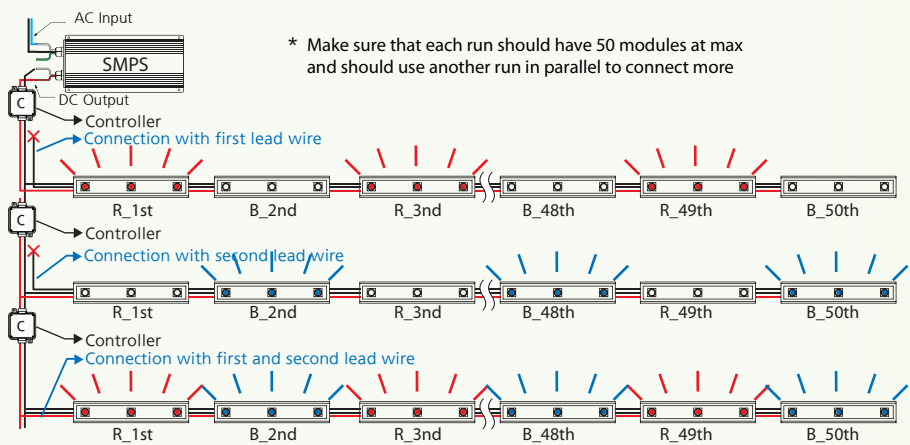 AC Input
SMPS
* Make sure that each run should have 50 modules at max
and should use another run in parallel to connect more
DC Output
C
Controller
Connection with first lead wire
R_1st B_2nd R_3nd B_48th R_49th B_50th
C
Controller
Connection with second lead wire
R_1st B_2nd R_3nd B_48th R_49th B_50th
C
Controller
Connection with first and second lead wire
R_1st B_2nd R_3nd B_48th R_49th B_50th